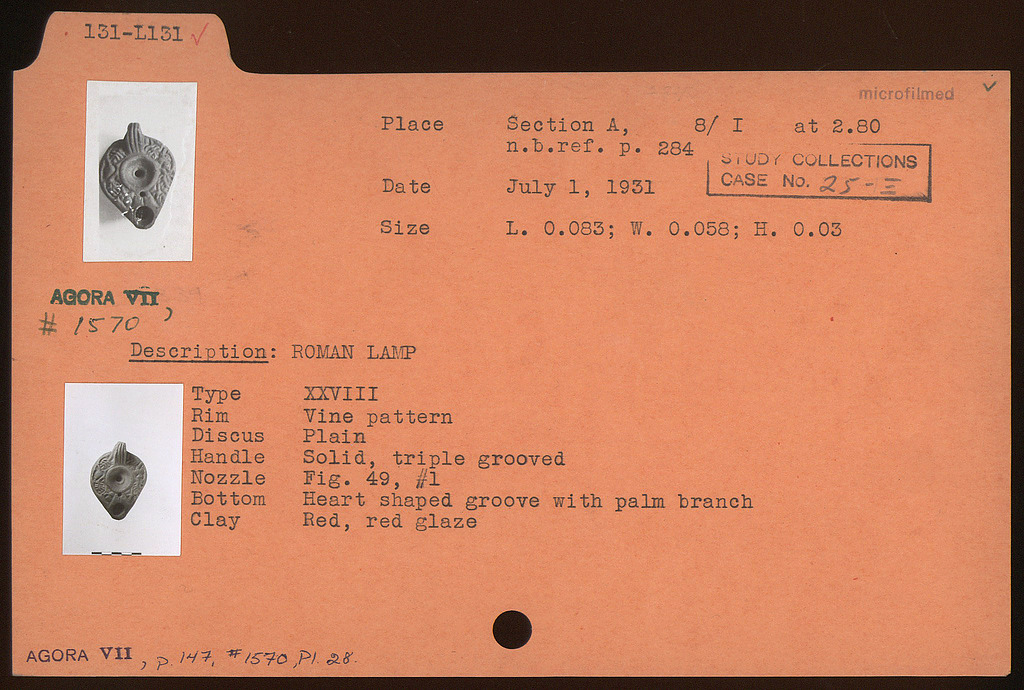 131-L131 ✓
microfilmed ✓
Place Section A, 8/ I at 2.80
n.b.ref. p. 284
STUDY COLLECTIONS
CASE No. 25-Ξ
Date July 1, 1931
Size L. 0.083; W. 0.058; H. 0.03
AGORA VII,
# 1570
Description: ROMAN LAMP
Type XXVIII
Rim Vine pattern
Discus Plain
Handle Solid, triple grooved
Nozzle Fig. 49, #1
Bottom Heart shaped groove with palm branch
Clay Red, red glaze
AGORA VII, p. 147, #1570, Pl. 28.